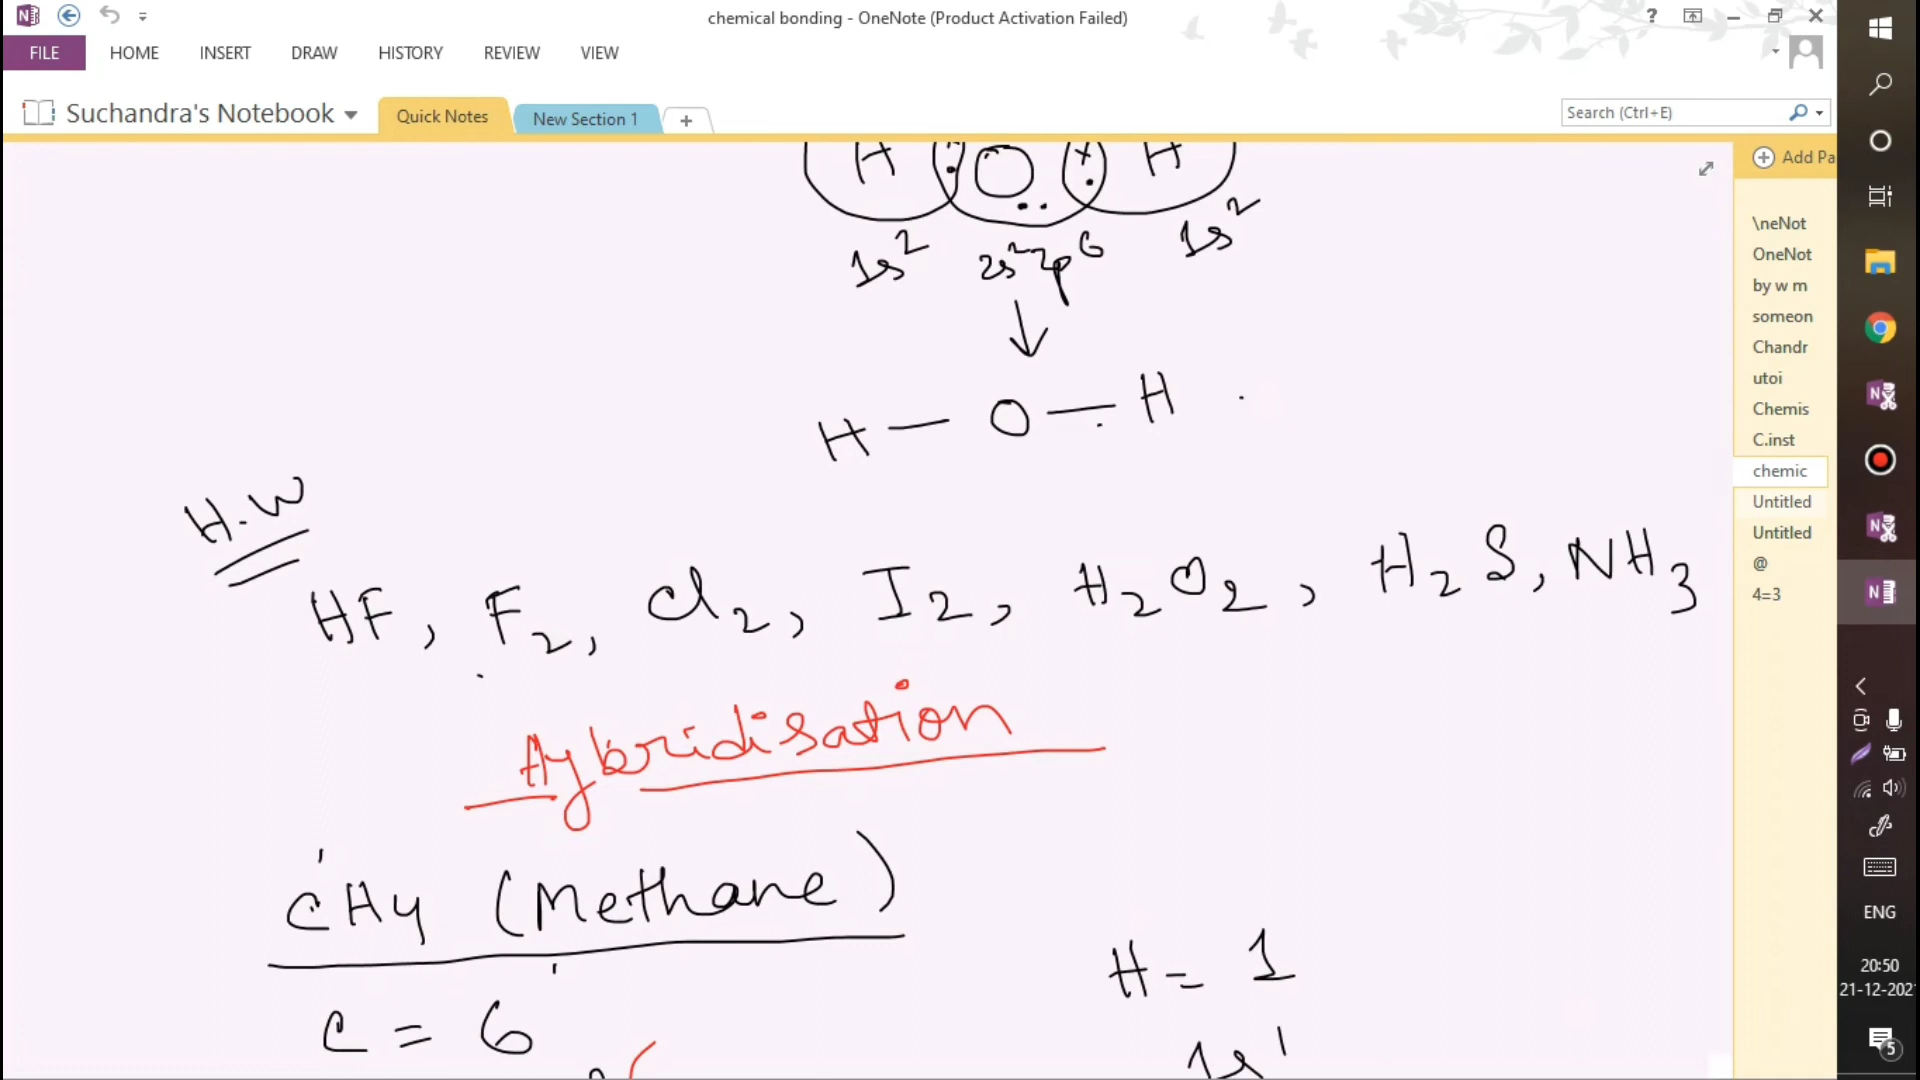 chemical bonding - OneNote (Product Activation Failed)
?
FILE HOME INSERT DRAW HISTORY REVIEW VIEW
Suchandra's Notebook
Quick Notes
New Section 1
+
Search (Ctrl+E)
Add Pa
\neNot
OneNot
by w m
someon
Chandr
utoi
Chemis
C.inst
chemic
Untitled
Untitled
@
4=3
H O H
1s² 2s²2p⁶ 1s²
H — O — H
H.W
HF, F₂, Cl₂, I₂, H₂O₂, H₂S, NH₃
Hybridisation
CH₄ (Methane)
H = 1
C = 6
1s¹
ENG
20:50
21-12-202
5